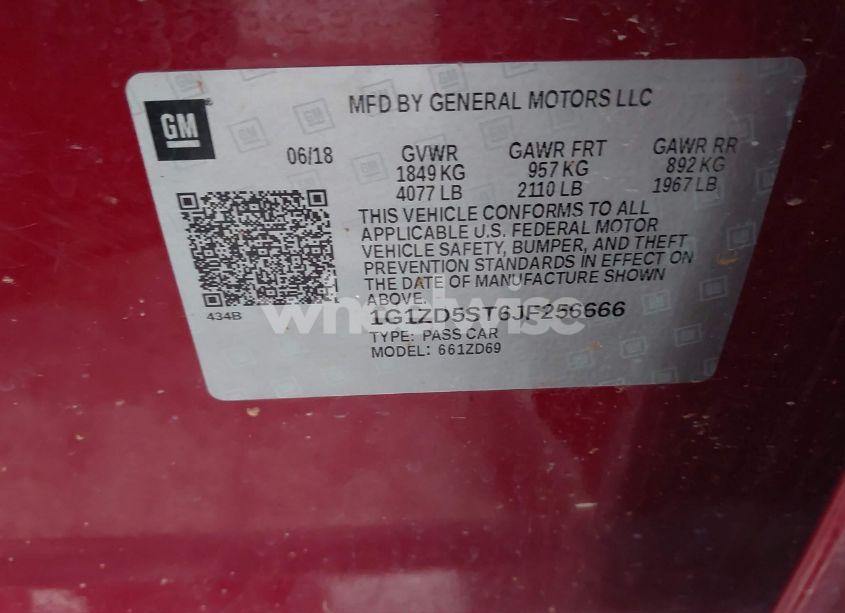 GM
MFD BY GENERAL MOTORS LLC
06/18
GVWR GAWR FRT GAWR RR
1849 KG 957 KG 892 KG
4077 LB 2110 LB 1967 LB
THIS VEHICLE CONFORMS TO ALL
APPLICABLE U.S. FEDERAL MOTOR
VEHICLE SAFETY, BUMPER, AND THEFT
PREVENTION STANDARDS IN EFFECT ON
THE DATE OF MANUFACTURE SHOWN
ABOVE.
434B
1G1ZD5ST6JF256666
TYPE: PASS CAR
MODEL: 661ZD69
wheelwise